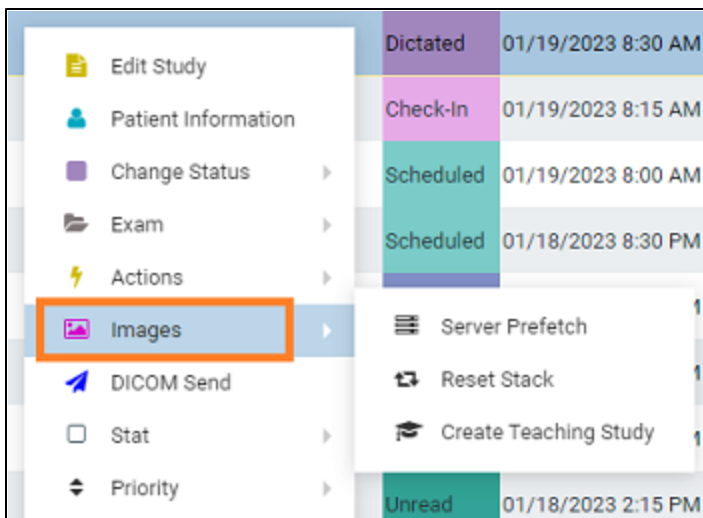 Edit Study
Patient Information
Change Status
Exam
Actions
Images
DICOM Send
Stat
Priority
Server Prefetch
Reset Stack
Create Teaching Study
Dictated 01/19/2023 8:30 AM
Check-In 01/19/2023 8:15 AM
Scheduled 01/19/2023 8:00 AM
Scheduled 01/18/2023 8:30 PM
Unread 01/18/2023 2:15 PM